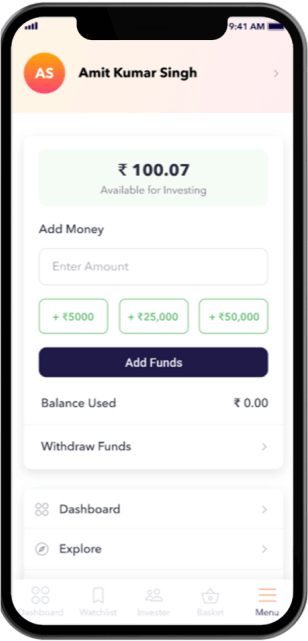 9:41 AM
AS Amit Kumar Singh
₹ 100.07
Available for Investing
Add Money
Enter Amount
+ ₹5000 + ₹25,000 + ₹50,000
Add Funds
Balance Used ₹ 0.00
Withdraw Funds
Dashboard
Explore
Dashboard Watchlist Investor Basket Menu